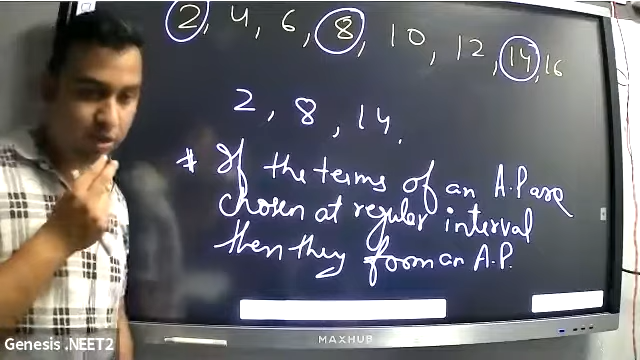 2, 4, 6, 8, 10, 12, 14, 16
2, 8, 14.
* If the terms of an A.P are
chosen at regular interval
then they form an A.P.
MAXHUB
Genesis .NEET2